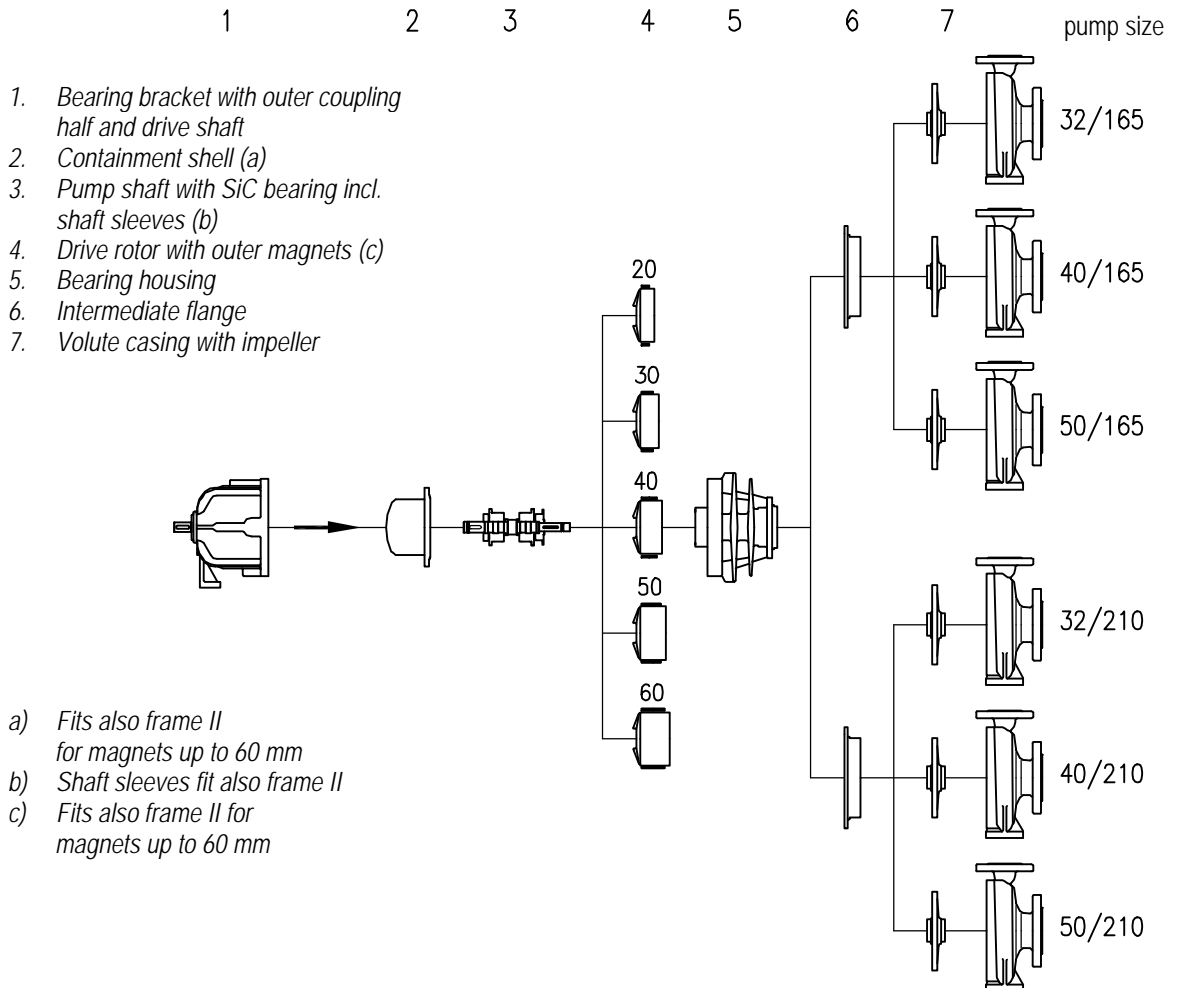 1 2 3 4 5 6 7 pump size
1. Bearing bracket with outer coupling
half and drive shaft
2. Containment shell (a)
3. Pump shaft with SiC bearing incl.
shaft sleeves (b)
4. Drive rotor with outer magnets (c)
5. Bearing housing
6. Intermediate flange
7. Volute casing with impeller
32/165
20
40/165
30
50/165
40
50
32/210
60
40/210
50/210
a) Fits also frame II
for magnets up to 60 mm
b) Shaft sleeves fit also frame II
c) Fits also frame II for
magnets up to 60 mm